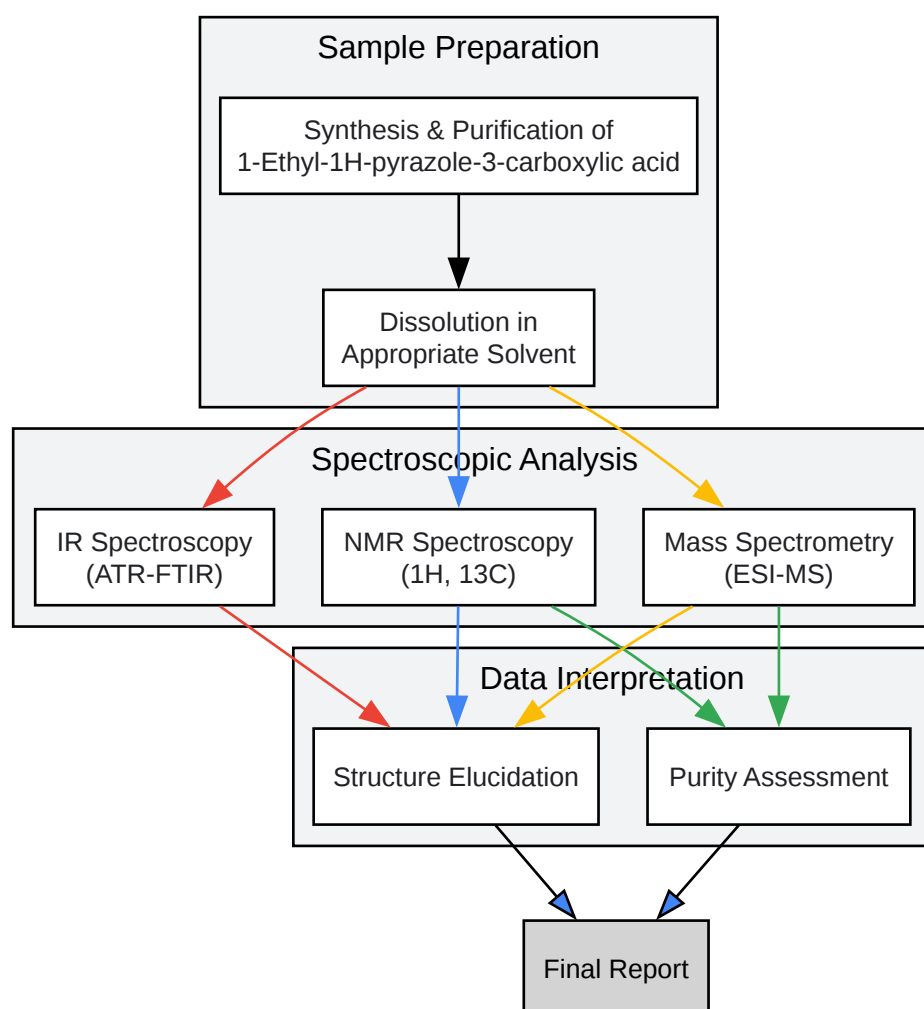 Sample Preparation
Synthesis & Purification of
1-Ethyl-1H-pyrazole-3-carboxylic acid
Dissolution in
Appropriate Solvent
Spectroscopic Analysis
IR Spectroscopy
(ATR-FTIR)
NMR Spectroscopy
(1H, 13C)
Mass Spectrometry
(ESI-MS)
Data Interpretation
Structure Elucidation
Purity Assessment
Final Report